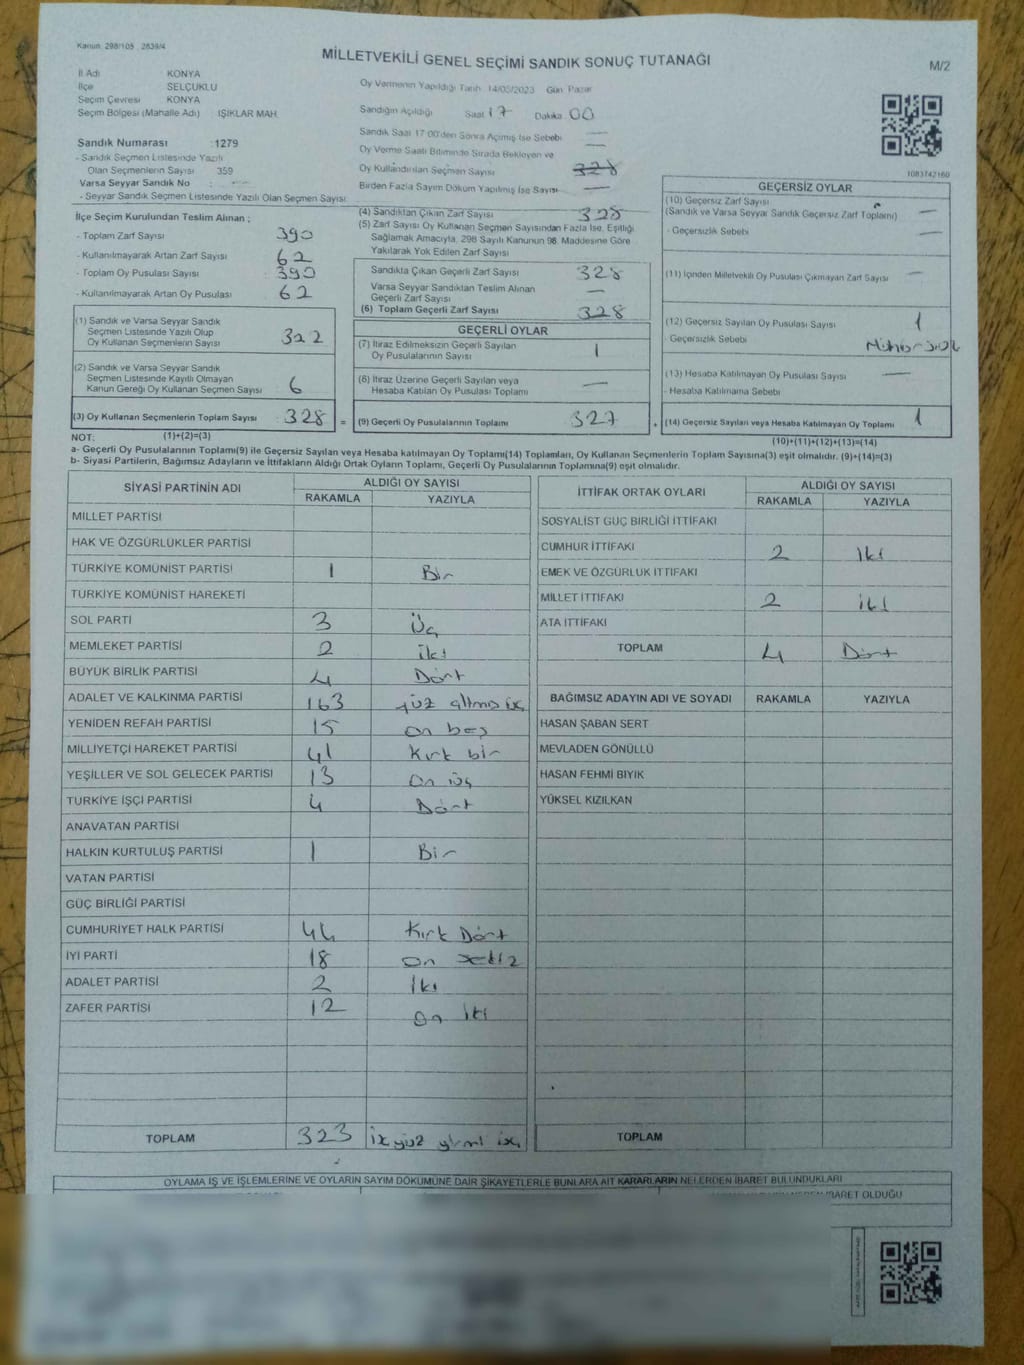 Kanun 298/105 2839/4
MİLLETVEKİLİ GENEL SEÇİMİ SANDIK SONUÇ TUTANAĞI
M/2
İl Adı KONYA
İlçe SELÇUKLU
Seçim Çevresi KONYA
Seçim Bölgesi (Mahalle Adı) IŞIKLAR MAH.
Sandık Numarası :1279
- Sandık Seçmen Listesinde Yazılı
Olan Seçmenlerin Sayısı 359
Varsa Seyyar Sandık No :
- Seyyar Sandık Seçmen Listesinde Yazılı Olan Seçmen Sayısı
Oy Vermenin Yapıldığı Tarih 14/05/2023 Gün Pazar
Sandığın Açıldığı Saat 17 Dakika 00
Sandık Saat 17:00'den Sonra Açılmış İse Sebebi —
Oy Verme Saati Bitiminde Sırada Bekleyen ve —
Oy Kullandırılan Seçmen Sayısı 328
Birden Fazla Sayım Döküm Yapılmış İse Sayısı —
1083742160
İlçe Seçim Kurulundan Teslim Alınan ;
- Toplam Zarf Sayısı 390
- Kullanılmayarak Artan Zarf Sayısı 62
- Toplam Oy Pusulası Sayısı 390
- Kullanılmayarak Artan Oy Pusulası 62
(4) Sandıktan Çıkan Zarf Sayısı 328
(5) Zarf Sayısı Oy Kullanan Seçmen Sayısından Fazla İse, Eşitliği
Sağlamak Amacıyla, 298 Sayılı Kanunun 98. Maddesine Göre
Yakılarak Yok Edilen Zarf Sayısı
Sandıkta Çıkan Geçerli Zarf Sayısı 328
Varsa Seyyar Sandıktan Teslim Alınan
Geçerli Zarf Sayısı —
(6) Toplam Geçerli Zarf Sayısı 328
GEÇERSİZ OYLAR
(10) Geçersiz Zarf Sayısı
(Sandık ve Varsa Seyyar Sandık Geçersiz Zarf Toplamı) —
- Geçersizlik Sebebi —
(11) İçinden Milletvekili Oy Pusulası Çıkmayan Zarf Sayısı —
(12) Geçersiz Sayılan Oy Pusulası Sayısı 1
- Geçersizlik Sebebi
(13) Hesaba Katılmayan Oy Pusulası Sayısı —
- Hesaba Katılmama Sebebi
(14) Geçersiz Sayılan veya Hesaba Katılmayan Oy Toplamı 1
(1) Sandık ve Varsa Seyyar Sandık
Seçmen Listesinde Yazılı Olup
Oy Kullanan Seçmenlerin Sayısı 322
(2) Sandık ve Varsa Seyyar Sandık
Seçmen Listesinde Kayıtlı Olmayan
Kanun Gereği Oy Kullanan Seçmen Sayısı 6
(3) Oy Kullanan Seçmenlerin Toplam Sayısı 328 =
GEÇERLİ OYLAR
(7) İtiraz Edilmeksizin Geçerli Sayılan
Oy Pusulalarının Sayısı 1
(8) İtiraz Üzerine Geçerli Sayılan veya
Hesaba Katılan Oy Pusulası Toplamı —
(9) Geçerli Oy Pusulalarının Toplamı 327 +
NOT: (1)+(2)=(3)
(10)+(11)+(12)+(13)=(14)
a- Geçerli Oy Pusulalarının Toplamı(9) ile Geçersiz Sayılan veya Hesaba katılmayan Oy Toplamı(14) Toplamları, Oy Kullanan Seçmenlerin Toplam Sayısına(3) eşit olmalıdır. (9)+(14)=(3)
b- Siyasi Partilerin, Bağımsız Adayların ve İttifakların Aldığı Ortak Oyların Toplamı, Geçerli Oy Pusulalarının Toplamına(9) eşit olmalıdır.
SİYASİ PARTİNİN ADI ALDIĞI OY SAYISI
RAKAMLA YAZIYLA
MİLLET PARTİSİ
HAK VE ÖZGÜRLÜKLER PARTİSİ
TÜRKİYE KOMÜNİST PARTİSİ 1 Bir
TÜRKİYE KOMÜNİST HAREKETİ
SOL PARTİ 3 Üç
MEMLEKET PARTİSİ 2 iki
BÜYÜK BİRLİK PARTİSİ 4 Dört
ADALET VE KALKINMA PARTİSİ 163 yüz altmış üç
YENİDEN REFAH PARTİSİ 15 on beş
MİLLİYETÇİ HAREKET PARTİSİ 41 Kırk bir
YEŞİLLER VE SOL GELECEK PARTİSİ 13 On üç
TÜRKİYE İŞÇİ PARTİSİ 4 Dört
ANAVATAN PARTİSİ
HALKIN KURTULUŞ PARTİSİ 1 Bir
VATAN PARTİSİ
GÜÇ BİRLİĞİ PARTİSİ
CUMHURİYET HALK PARTİSİ 44 Kırk Dört
İYİ PARTİ 18 on sekiz
ADALET PARTİSİ 2 İki
ZAFER PARTİSİ 12 On iki
TOPLAM 323 üç yüz yirmi üç
İTTİFAK ORTAK OYLARI ALDIĞI OY SAYISI
RAKAMLA YAZIYLA
SOSYALİST GÜÇ BİRLİĞİ İTTİFAKI
CUMHUR İTTİFAKI 2 İki
EMEK VE ÖZGÜRLÜK İTTİFAKI
MİLLET İTTİFAKI 2 iki
ATA İTTİFAKI
TOPLAM 4 Dört
BAĞIMSIZ ADAYIN ADI VE SOYADI RAKAMLA YAZIYLA
HASAN ŞABAN SERT
MEVLADEN GÖNÜLLÜ
HASAN FEHMİ BIYIK
YÜKSEL KIZILKAN
TOPLAM
OYLAMA İŞ VE İŞLEMLERİNE VE OYLARIN SAYIM DÖKÜMÜNE DAİR ŞİKAYETLERLE BUNLARA AİT KARARLARIN NELERDEN İBARET BULUNDUKLARI
İBARET OLDUĞU